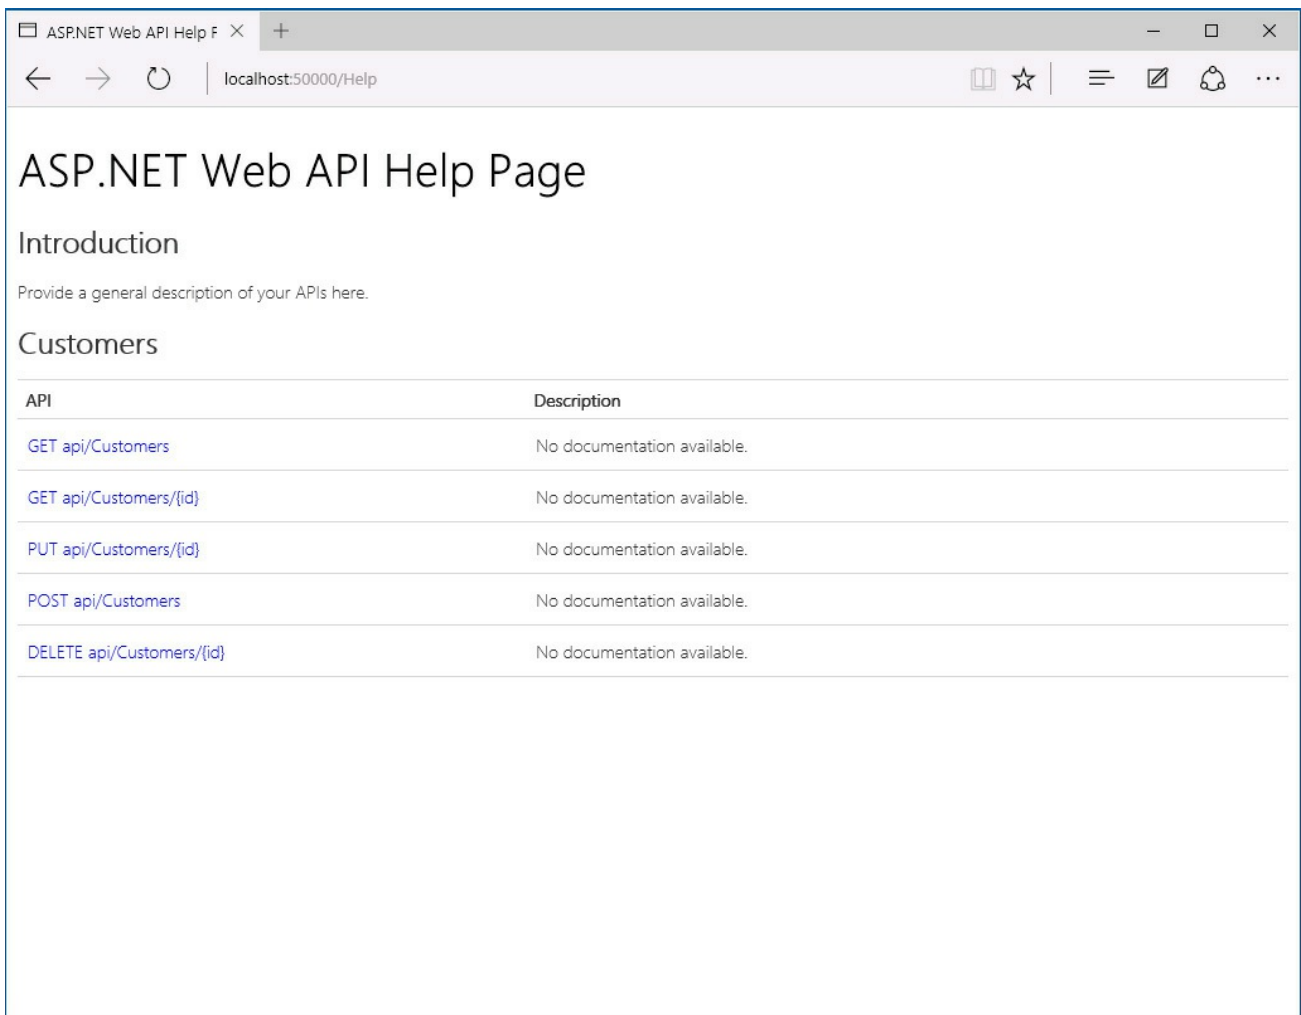 ASP.NET Web API Help F
localhost:50000/Help
ASP.NET Web API Help Page
Introduction
Provide a general description of your APIs here.
Customers
API Description
GET api/Customers No documentation available.
GET api/Customers/{id} No documentation available.
PUT api/Customers/{id} No documentation available.
POST api/Customers No documentation available.
DELETE api/Customers/{id} No documentation available.